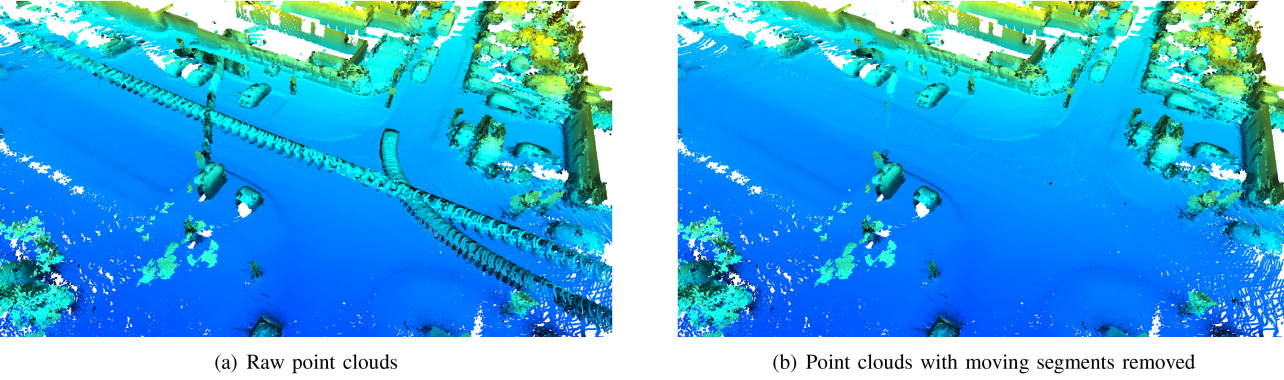 (a) Raw point clouds
(b) Point clouds with moving segments removed